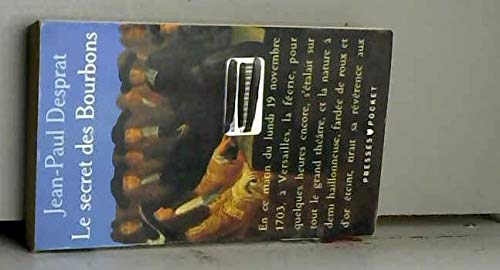 Jean-Paul Desprat
Le secret des Bourbons
En ce matin du lundi 19 novembre
1703, à Versailles, la féerie, pour
quelques heures encore, s'étalait sur
tout le grand théâtre, et la nature à
demi haillonneuse, fardée de roux et
d'or éteint, tirait sa révérence aux
PRESSES POCKET